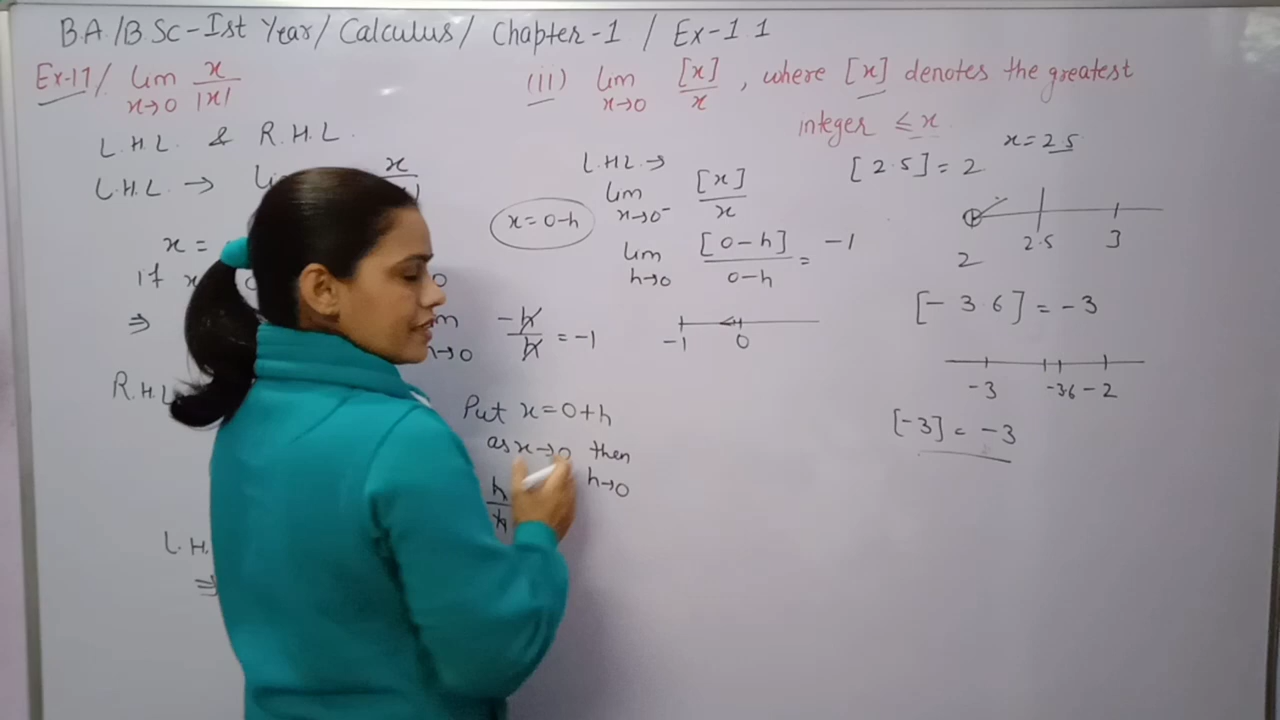 B.A./B.Sc-Ist Year/ Calculus/ Chapter-1 / Ex-1.1
Ex-17/ lim x→0 x/|x|
L.H.L. & R.H.L.
L.H.L. → x
x =
If x 0
⇒ h→0 -h/h = -1
R.H.L
Put x=0+h
as x→0 then
h→0
h/h
L.H.
⇒
(ii) lim x→0 [x]/x , where [x] denotes the greatest
integer ≤ x
L.H.L →
lim x→0⁻ [x]/x
x=0-h
lim h→0 [0-h]/0-h = -1
-1 0
x=2.5
[2.5]=2
2 2.5 3
[-3.6] = -3
-3 -3.6 -2
[-3] = -3